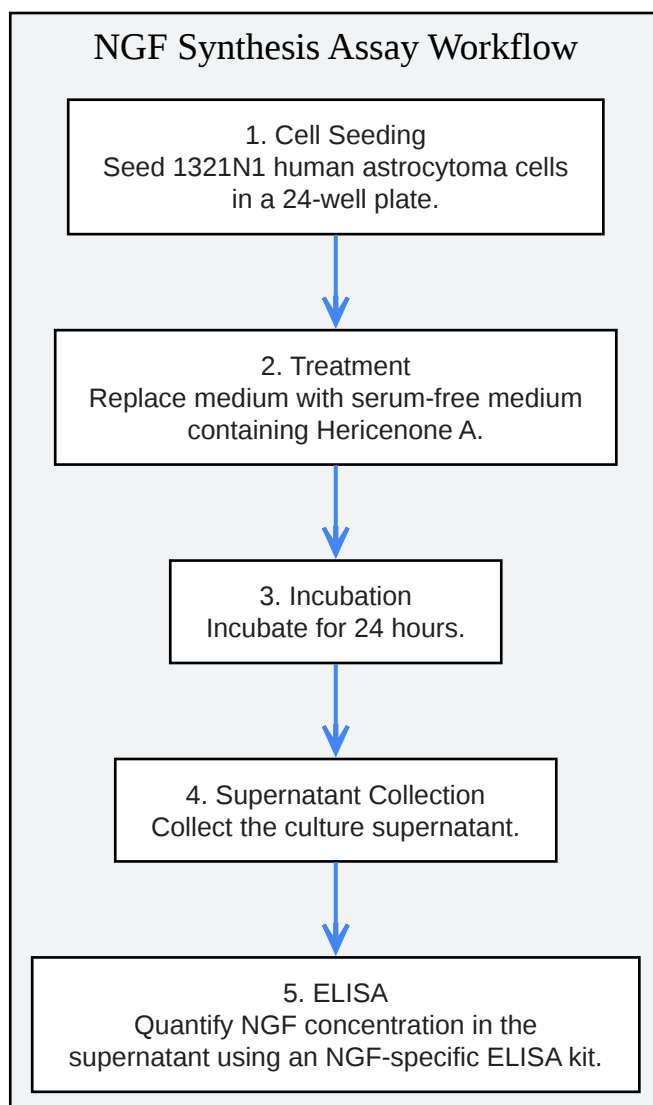 NGF Synthesis Assay Workflow
1. Cell Seeding
Seed 1321N1 human astrocytoma cells
in a 24-well plate.
2. Treatment
Replace medium with serum-free medium
containing Hericenone A.
3. Incubation
Incubate for 24 hours.
4. Supernatant Collection
Collect the culture supernatant.
5. ELISA
Quantify NGF concentration in the
supernatant using an NGF-specific ELISA kit.